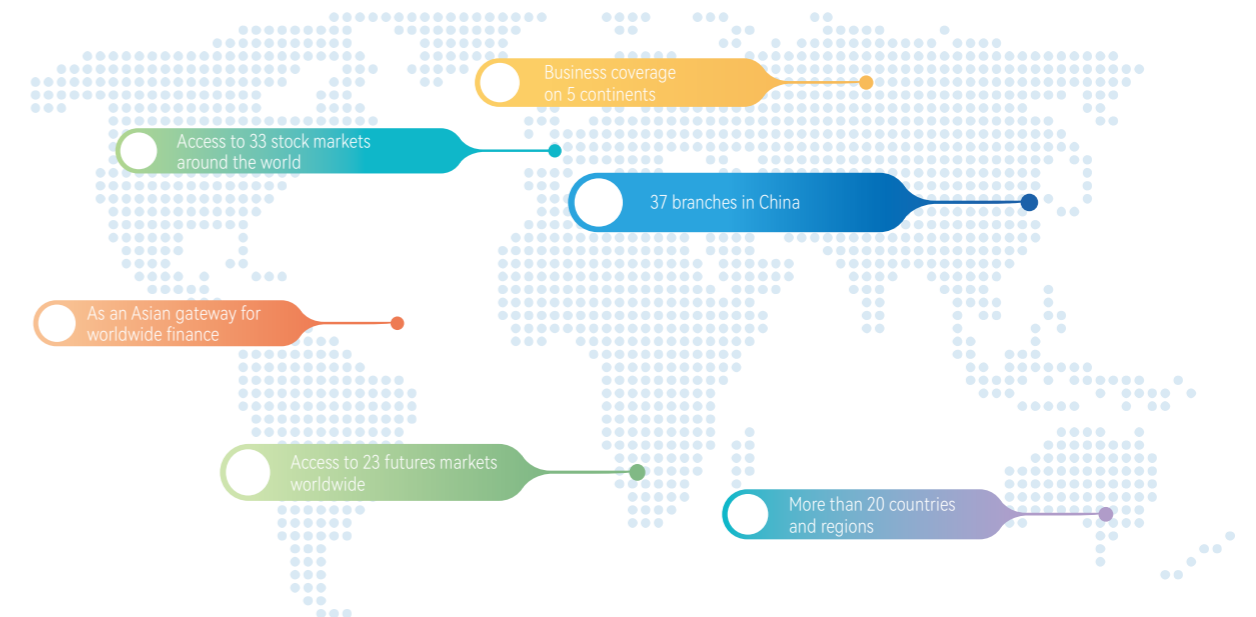 Business coverage
on 5 continents
Access to 33 stock markets
around the world
37 branches in China
As an Asian gateway for
worldwide finance
Access to 23 futures markets
worldwide
More than 20 countries
and regions